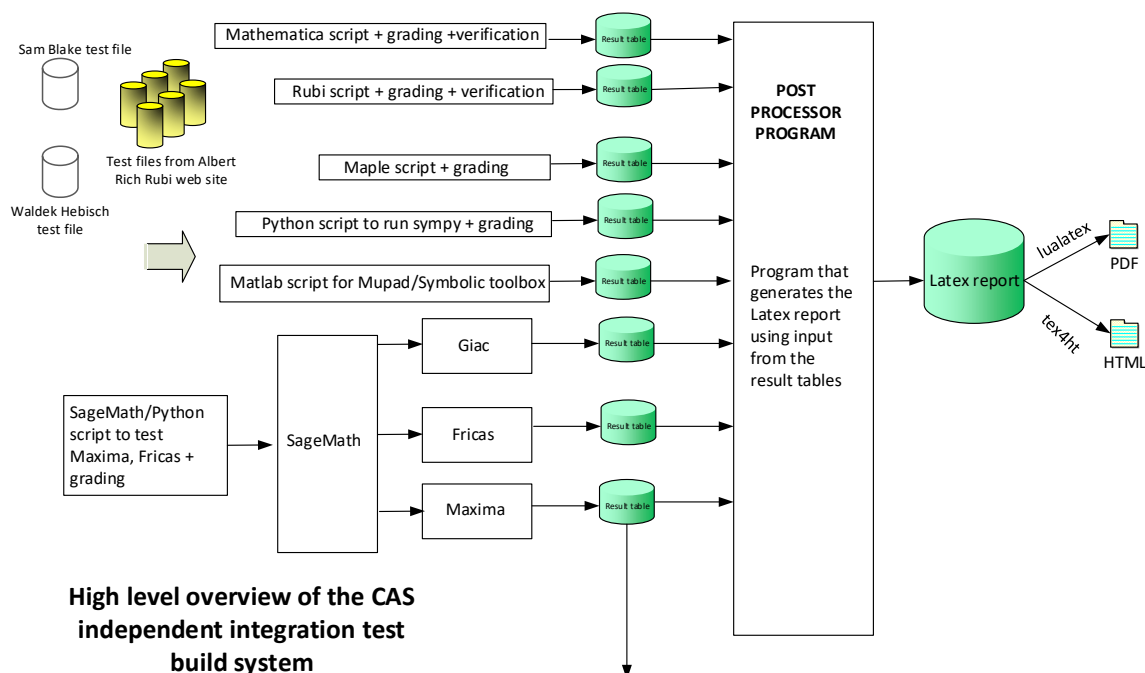 Sam Blake test file
Test files from Albert
Rich Rubi web site
Waldek Hebisch
test file
Mathematica script + grading +verification
Result table
Rubi script + grading + verification
Result table
Maple script + grading
Result table
Python script to run sympy + grading
Result table
Matlab script for Mupad/Symbolic toolbox
Result table
SageMath/Python
script to test
Maxima, Fricas +
grading
SageMath
Giac
Result table
Fricas
Result table
Maxima
Result table
POST
PROCESSOR
PROGRAM
Program that
generates the
Latex report
using input
from the
result tables
Latex report
lualatex
PDF
tex4ht
HTML
High level overview of the CAS
independent integration test
build system